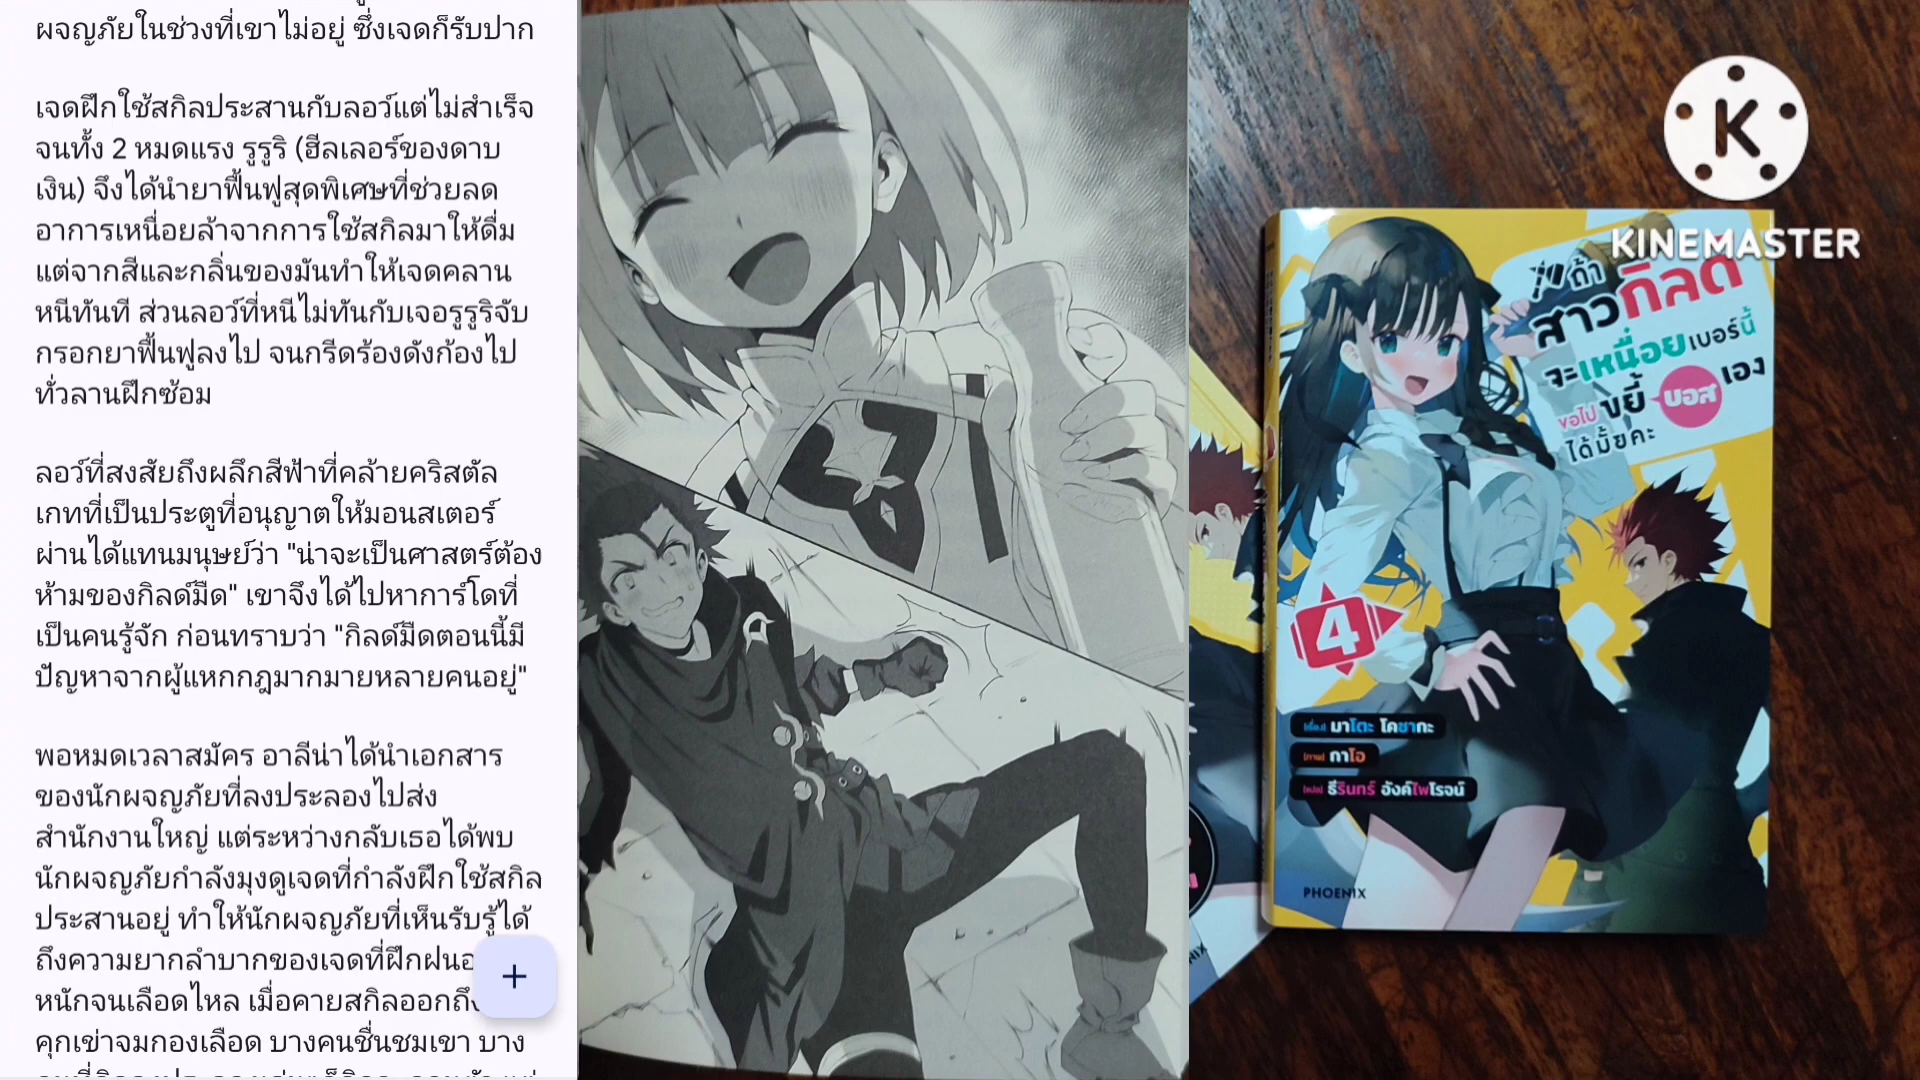 ผจญภัยในช่วงที่เขาไม่อยู่ ซึ่งเจดก็รับปาก
เจดฝึกใช้สกิลประสานกับลอว์แต่ไม่สำเร็จ
จนทั้ง 2 หมดแรง รูรูริ (ฮีลเลอร์ของดาบ
เงิน) จึงได้นำยาฟื้นฟูสุดพิเศษที่ช่วยลด
อาการเหนื่อยล้าจากการใช้สกิลมาให้ดื่ม
แต่จากสีและกลิ่นของมันทำให้เจดคลาน
หนีทันที ส่วนลอว์ที่หนีไม่ทันกับเจอรูรูริจับ
กรอกยาฟื้นฟูลงไป จนกรีดร้องดังก้องไป
ทั่วลานฝึกซ้อม
ลอว์ที่สงสัยถึงผลึกสีฟ้าที่คล้ายคริสตัล
เกทที่เป็นประตูที่อนุญาตให้มอนสเตอร์
ผ่านได้แทนมนุษย์ว่า "น่าจะเป็นศาสตร์ต้อง
ห้ามของกิลด์มืด" เขาจึงได้ไปหาการ์โดที่
เป็นคนรู้จัก ก่อนทราบว่า "กิลด์มืดตอนนี้มี
ปัญหาจากผู้แหกกฎมากมายหลายคนอยู่"
พอหมดเวลาสมัคร อาลีน่าได้นำเอกสาร
ของนักผจญภัยที่ลงประลองไปส่ง
สำนักงานใหญ่ แต่ระหว่างกลับเธอได้พบ
นักผจญภัยกำลังมุงดูเจดที่กำลังฝึกใช้สกิล
ประสานอยู่ ทำให้นักผจญภัยที่เห็นรับรู้ได้
ถึงความยากลำบากของเจดที่ฝึกฝนอ
หนักจนเลือดไหล เมื่อคายสกิลออกถึง
คุกเข่าจมกองเลือด บางคนชื่นชมเขา บาง
K
KINEMASTER
ถ้า
สาวกิลด์
จะเหนื่อยเบอร์นี้
ขอไปขยี้บอสเอง
ได้มั้ยคะ
4
[เรื่อง] มาโตะ โคซากะ
[ภาพ] กาโอ
[แปล] ธีรินทร์ อังค์ไพโรจน์
PHOENIX